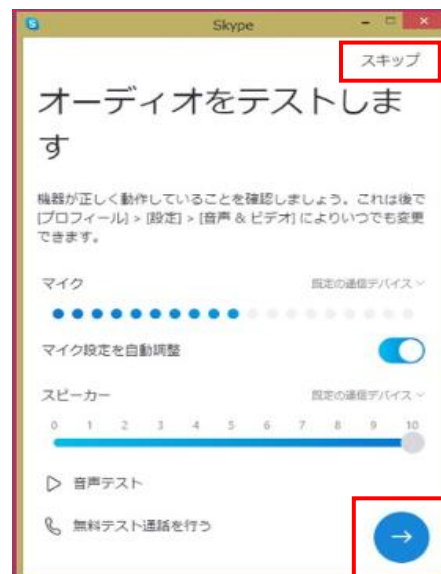 Skype
スキップ
オーディオをテストしま
す
機器が正しく動作していることを確認しましょう。これは後で
[プロフィール] > [設定] > [音声 & ビデオ] によりいつでも変更
できます。
マイク 既定の通信デバイス
マイク設定を自動調整
スピーカー 既定の通信デバイス
0 1 2 3 4 5 6 7 8 9 10
音声テスト
無料テスト通話を行う